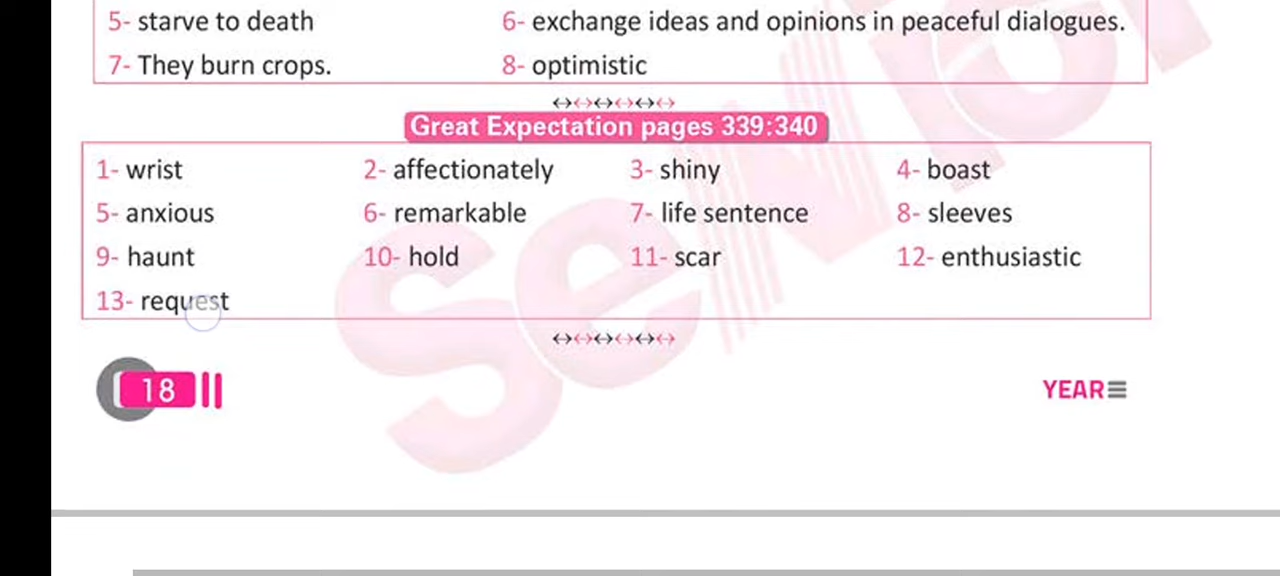 5- starve to death 6- exchange ideas and opinions in peaceful dialogues.
7- They burn crops. 8- optimistic
Great Expectation pages 339:340
1- wrist 2- affectionately 3- shiny 4- boast
5- anxious 6- remarkable 7- life sentence 8- sleeves
9- haunt 10- hold 11- scar 12- enthusiastic
13- request
18 YEAR